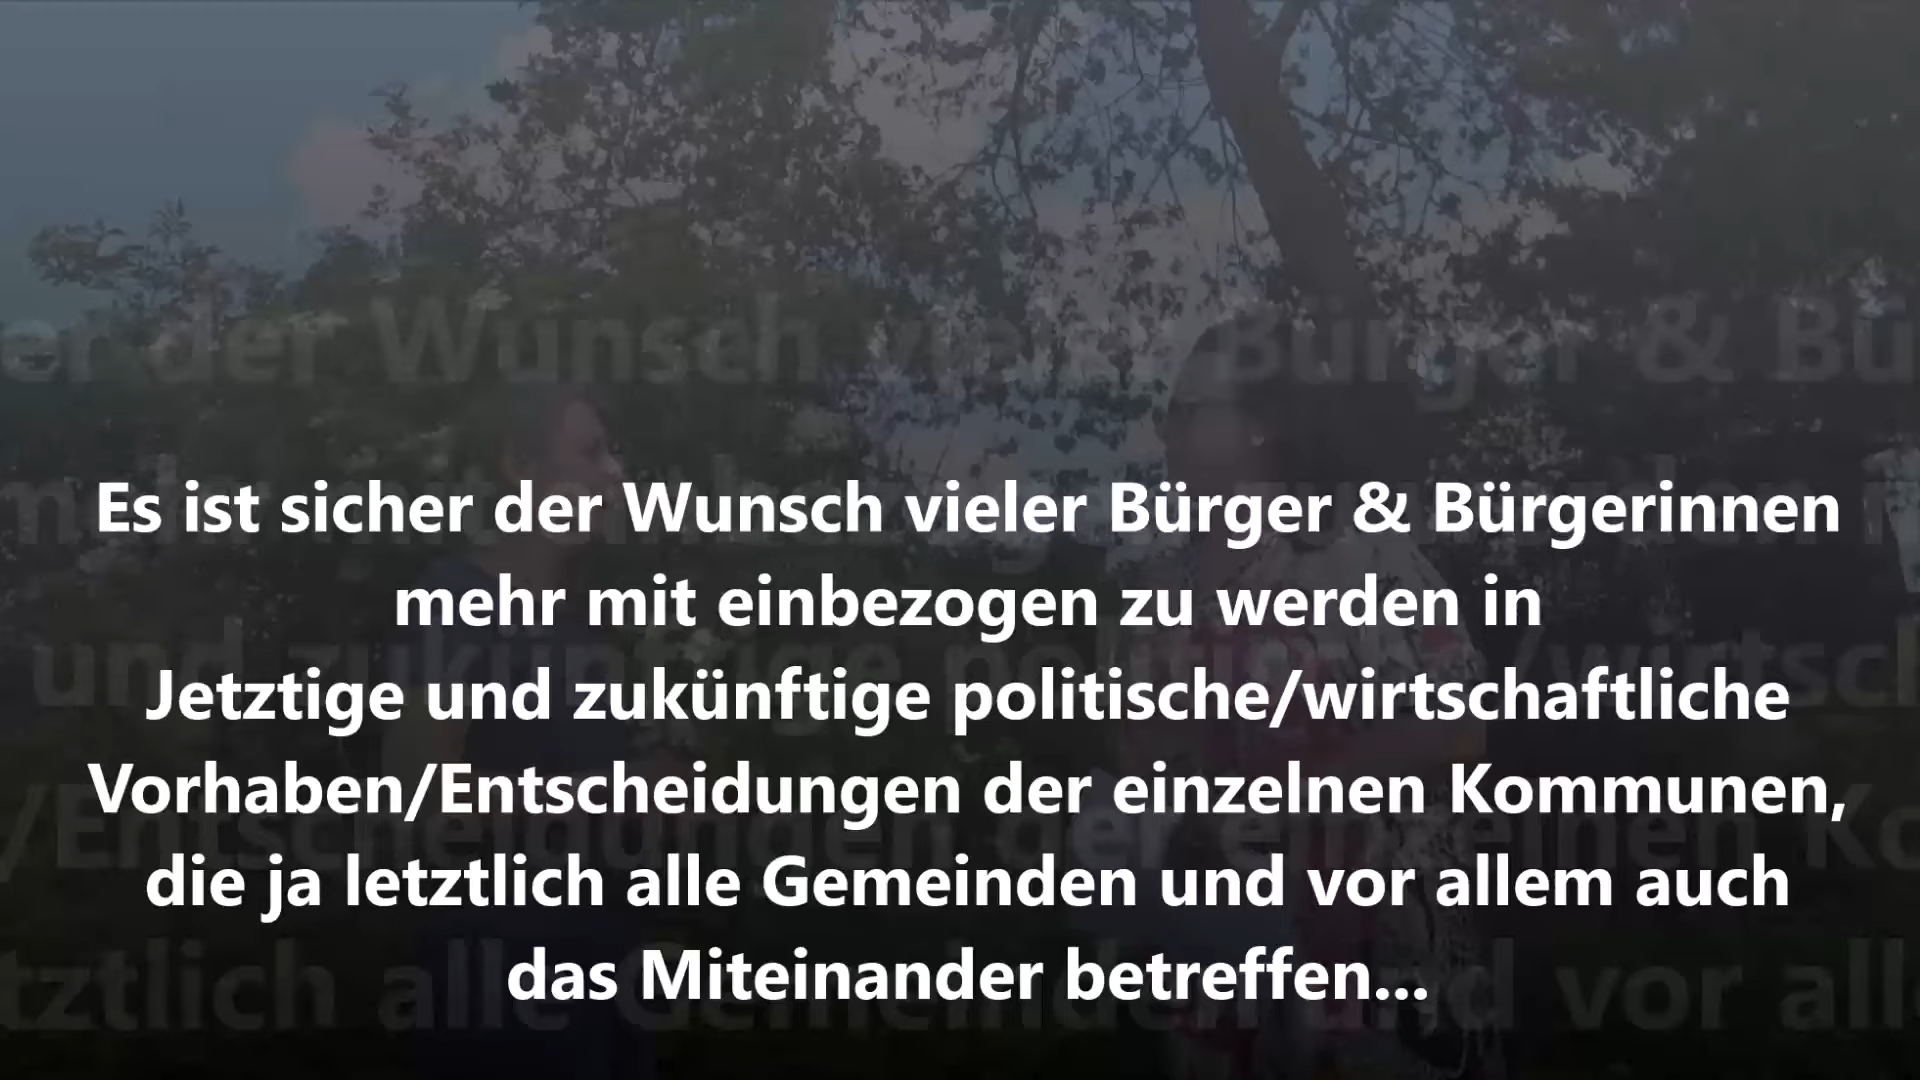 Es ist sicher der Wunsch vieler Bürger & Bürgerinnen
mehr mit einbezogen zu werden in
Jetztige und zukünftige politische/wirtschaftliche
Vorhaben/Entscheidungen der einzelnen Kommunen,
die ja letztlich alle Gemeinden und vor allem auch
das Miteinander betreffen...